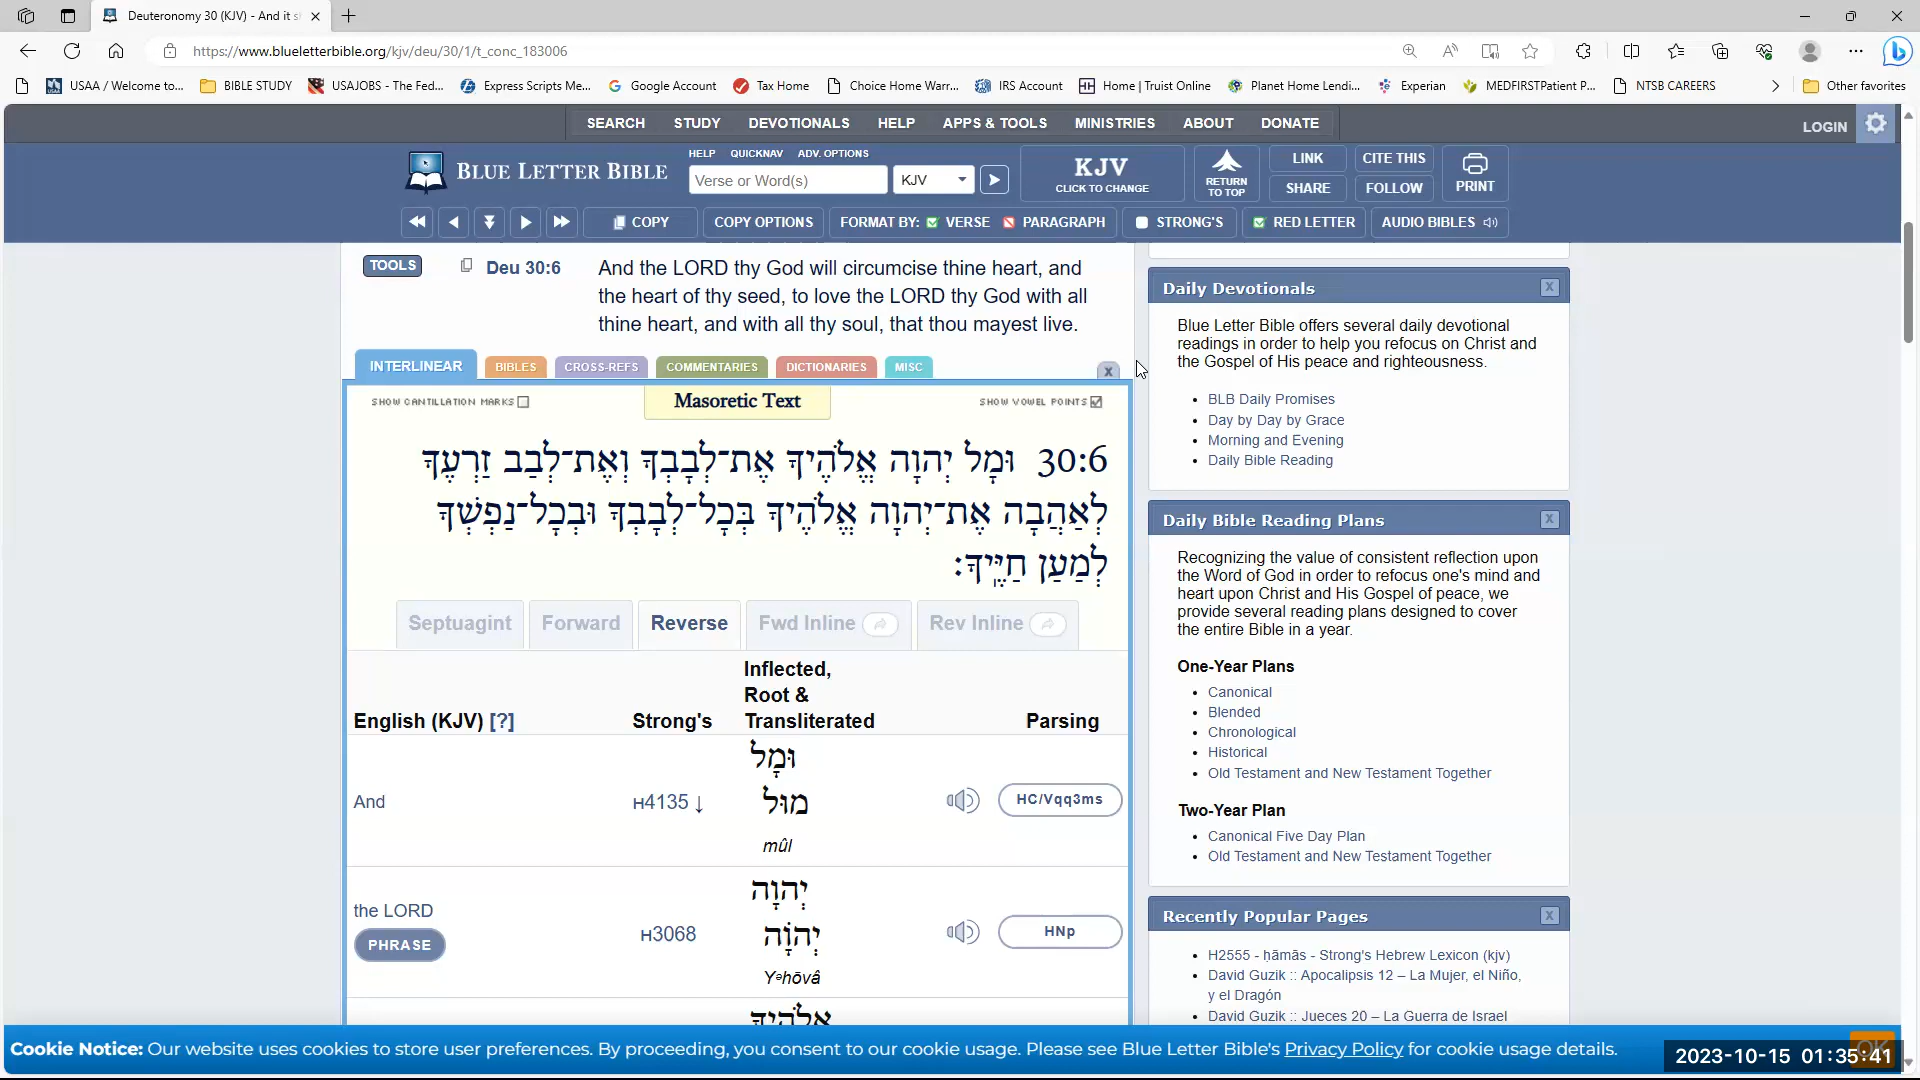 Deuteronomy 30 (KJV) - And it s
https://www.blueletterbible.org/kjv/deu/30/1/t_conc_183006
USAA / Welcome to...
BIBLE STUDY
USAJOBS - The Fed...
Express Scripts Me...
Google Account
Tax Home
Choice Home Warr...
IRS Account
Home | Truist Online
Planet Home Lendi...
Experian
MEDFIRSTPatient P...
NTSB CAREERS
Other favorites
SEARCH STUDY DEVOTIONALS HELP APPS & TOOLS MINISTRIES ABOUT DONATE
LOGIN
BLUE LETTER BIBLE
HELP QUICKNAV ADV. OPTIONS
Verse or Word(s)
KJV
KJV
CLICK TO CHANGE
RETURN
TO TOP
LINK
CITE THIS
SHARE
FOLLOW
PRINT
COPY
COPY OPTIONS
FORMAT BY: VERSE PARAGRAPH
STRONG'S
RED LETTER
AUDIO BIBLES
TOOLS
Deu 30:6
And the LORD thy God will circumcise thine heart, and
the heart of thy seed, to love the LORD thy God with all
thine heart, and with all thy soul, that thou mayest live.
INTERLINEAR
BIBLES
CROSS-REFS
COMMENTARIES
DICTIONARIES
MISC
x
SHOW CANTILLATION MARKS
Masoretic Text
SHOW VOWEL POINTS
30:6 וּמָל יְהוָה אֱלֹהֶיךָ אֶת־לְבָבְךָ וְאֶת־לְבַב זַרְעֶךָ
לְאַהֲבָה אֶת־יְהוָה אֱלֹהֶיךָ בְּכָל־לְבָבְךָ וּבְכָל־נַפְשְׁךָ
לְמַעַן חַיֶּיךָ׃
Septuagint
Forward
Reverse
Fwd Inline
Rev Inline
English (KJV) [?]
Strong's
Inflected,
Root &
Transliterated
Parsing
And
H4135 ↓
וּמָל
מוּל
mûl
HC/Vqq3ms
the LORD
PHRASE
H3068
יְהוָה
יְהֹוָה
Yᵊhōvâ
HNp
אֱלֹהֶיךָ
Daily Devotionals
X
Blue Letter Bible offers several daily devotional
readings in order to help you refocus on Christ and
the Gospel of His peace and righteousness.
BLB Daily Promises
Day by Day by Grace
Morning and Evening
Daily Bible Reading
Daily Bible Reading Plans
X
Recognizing the value of consistent reflection upon
the Word of God in order to refocus one's mind and
heart upon Christ and His Gospel of peace, we
provide several reading plans designed to cover
the entire Bible in a year.
One-Year Plans
Canonical
Blended
Chronological
Historical
Old Testament and New Testament Together
Two-Year Plan
Canonical Five Day Plan
Old Testament and New Testament Together
Recently Popular Pages
X
H2555 - ḥāmās - Strong's Hebrew Lexicon (kjv)
David Guzik :: Apocalipsis 12 – La Mujer, el Niño,
y el Dragón
David Guzik :: Jueces 20 – La Guerra de Israel
Cookie Notice: Our website uses cookies to store user preferences. By proceeding, you consent to our cookie usage. Please see Blue Letter Bible's Privacy Policy for cookie usage details.
2023-10-15 01:35:41